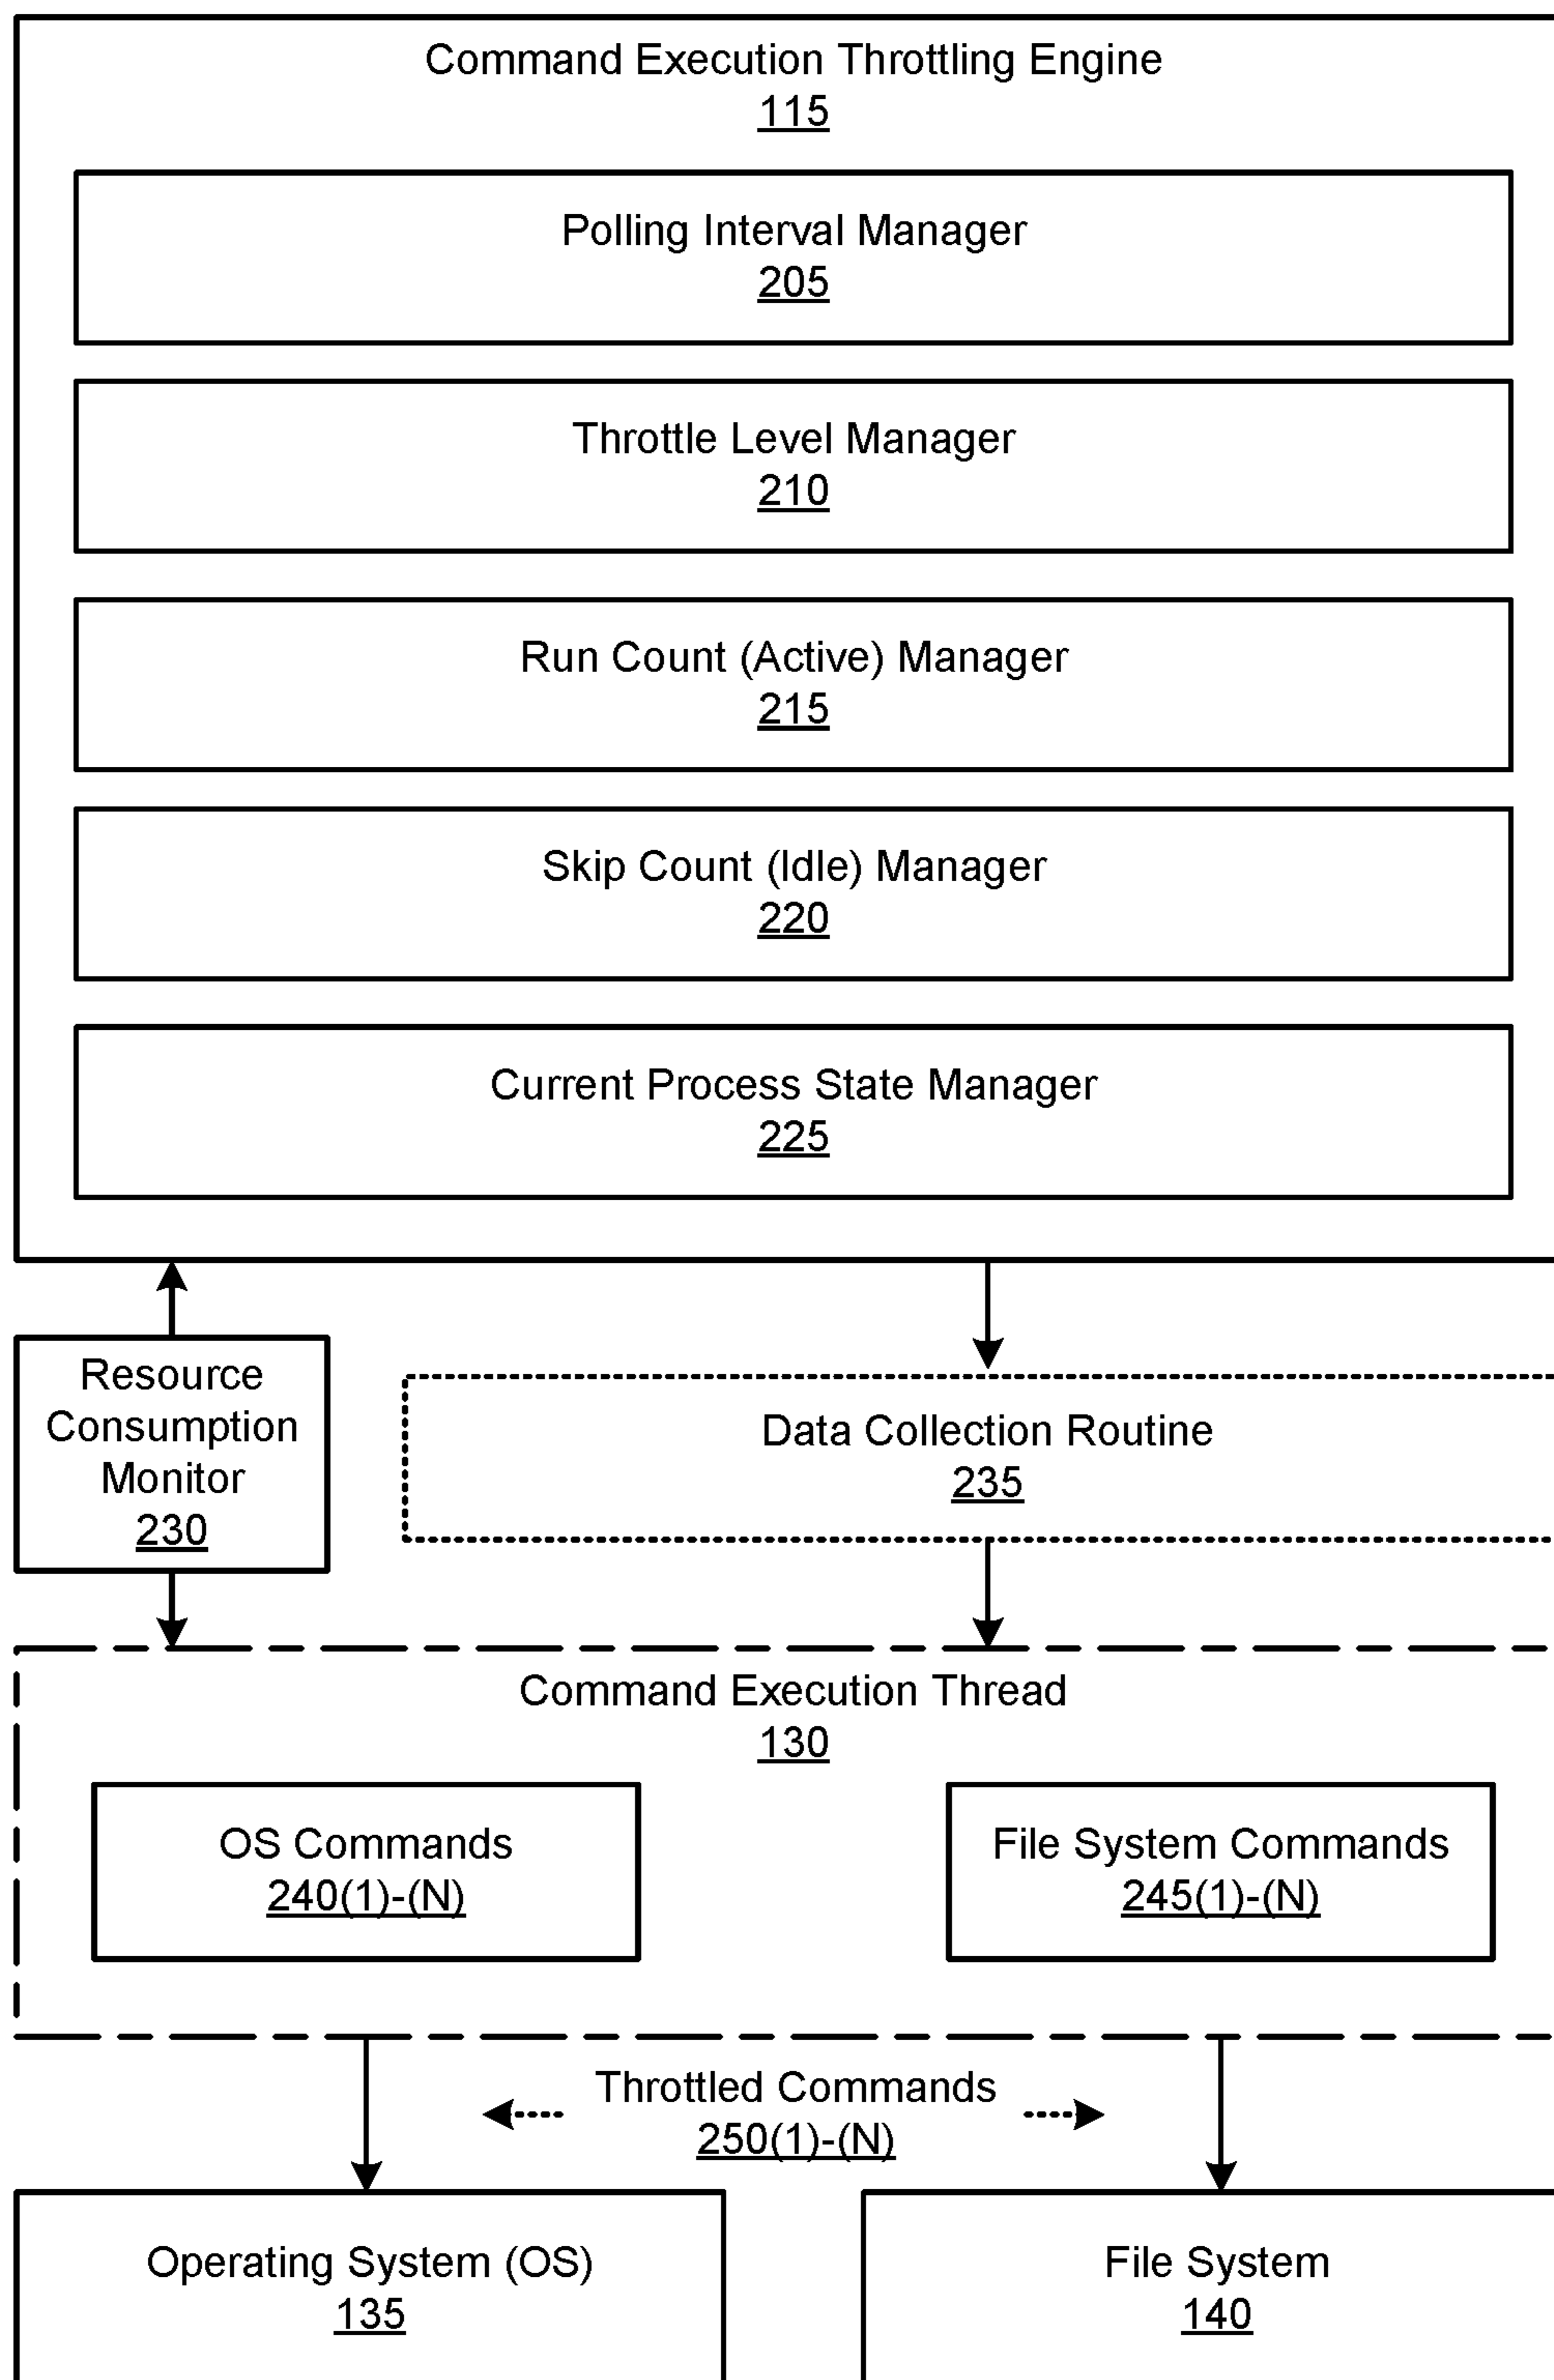 Command Execution Throttling Engine
115
Polling Interval Manager
205
Throttle Level Manager
210
Run Count (Active) Manager
215
Skip Count (Idle) Manager
220
Current Process State Manager
225
Resource
Consumption
Monitor
230
Data Collection Routine
235
Command Execution Thread
130
OS Commands
240(1)-(N)
File System Commands
245(1)-(N)
Throttled Commands
250(1)-(N)
Operating System (OS)
135
File System
140